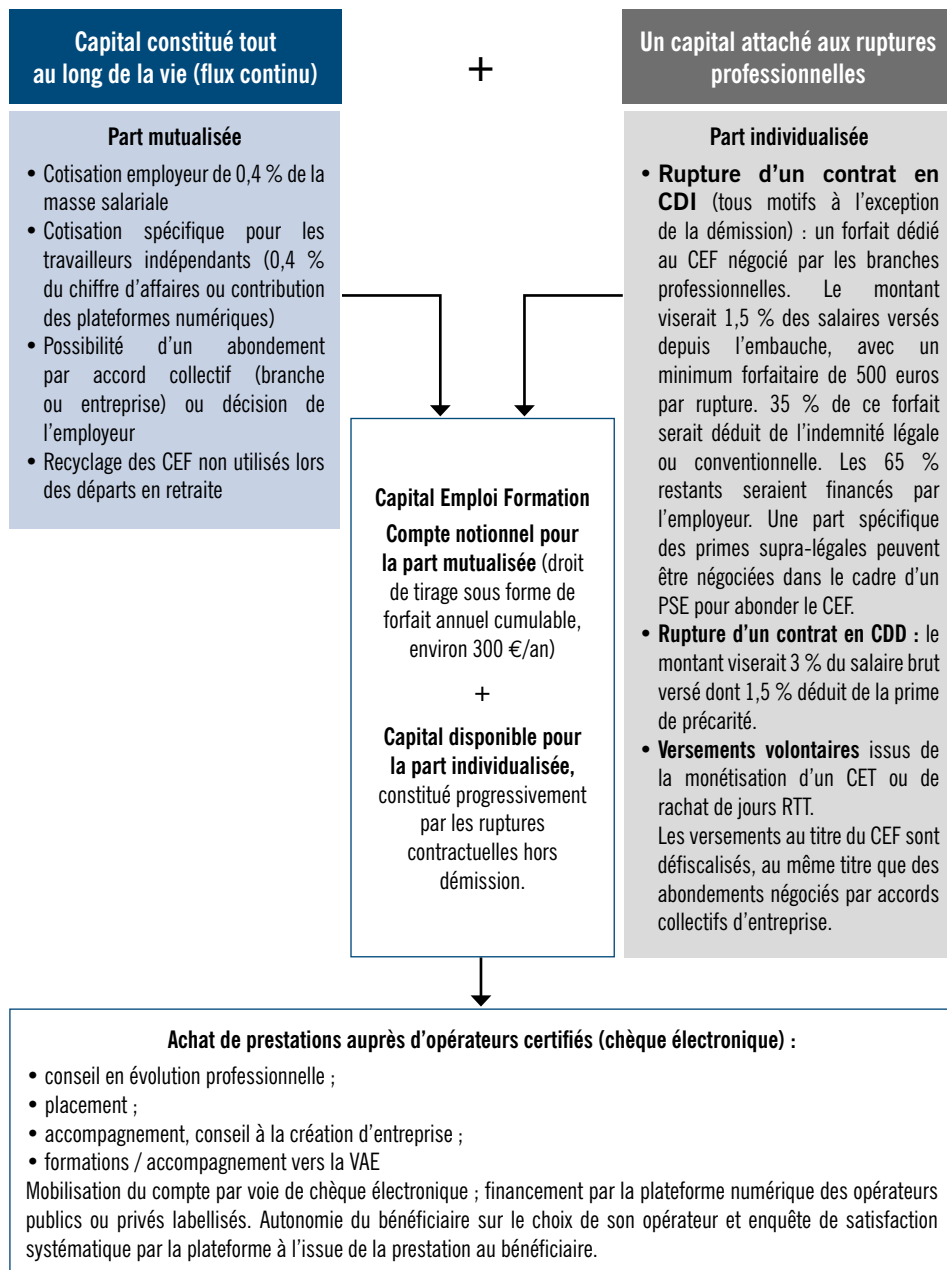 Capital constitué tout
au long de la vie (flux continu)
+
Un capital attaché aux ruptures
professionnelles
Part mutualisée
• Cotisation employeur de 0,4 % de la
masse salariale
• Cotisation spécifique pour les
travailleurs indépendants (0,4 %
du chiffre d’affaires ou contribution
des plateformes numériques)
• Possibilité d’un abondement
par accord collectif (branche
ou entreprise) ou décision de
l’employeur
• Recyclage des CEF non utilisés lors
des départs en retraite
Part individualisée
• Rupture d’un contrat en
CDI (tous motifs à l’exception
de la démission) : un forfait dédié
au CEF négocié par les branches
professionnelles. Le montant
viserait 1,5 % des salaires versés
depuis l’embauche, avec un
minimum forfaitaire de 500 euros
par rupture. 35 % de ce forfait
serait déduit de l’indemnité légale
ou conventionnelle. Les 65 %
restants seraient financés par
l’employeur. Une part spécifique
des primes supra-légales peuvent
être négociées dans le cadre d’un
PSE pour abonder le CEF.
• Rupture d’un contrat en CDD : le
montant viserait 3 % du salaire brut
versé dont 1,5 % déduit de la prime
de précarité.
• Versements volontaires issus de
la monétisation d’un CET ou de
rachat de jours RTT.
Les versements au titre du CEF sont
défiscalisés, au même titre que des
abondements négociés par accords
collectifs d’entreprise.
Capital Emploi Formation
Compte notionnel pour
la part mutualisée (droit
de tirage sous forme de
forfait annuel cumulable,
environ 300 €/an)
+
Capital disponible pour
la part individualisée,
constitué progressivement
par les ruptures
contractuelles hors
démission.
Achat de prestations auprès d’opérateurs certifiés (chèque électronique) :
• conseil en évolution professionnelle ;
• placement ;
• accompagnement, conseil à la création d’entreprise ;
• formations / accompagnement vers la VAE
Mobilisation du compte par voie de chèque électronique ; financement par la plateforme numérique des opérateurs
publics ou privés labellisés. Autonomie du bénéficiaire sur le choix de son opérateur et enquête de satisfaction
systématique par la plateforme à l’issue de la prestation au bénéficiaire.